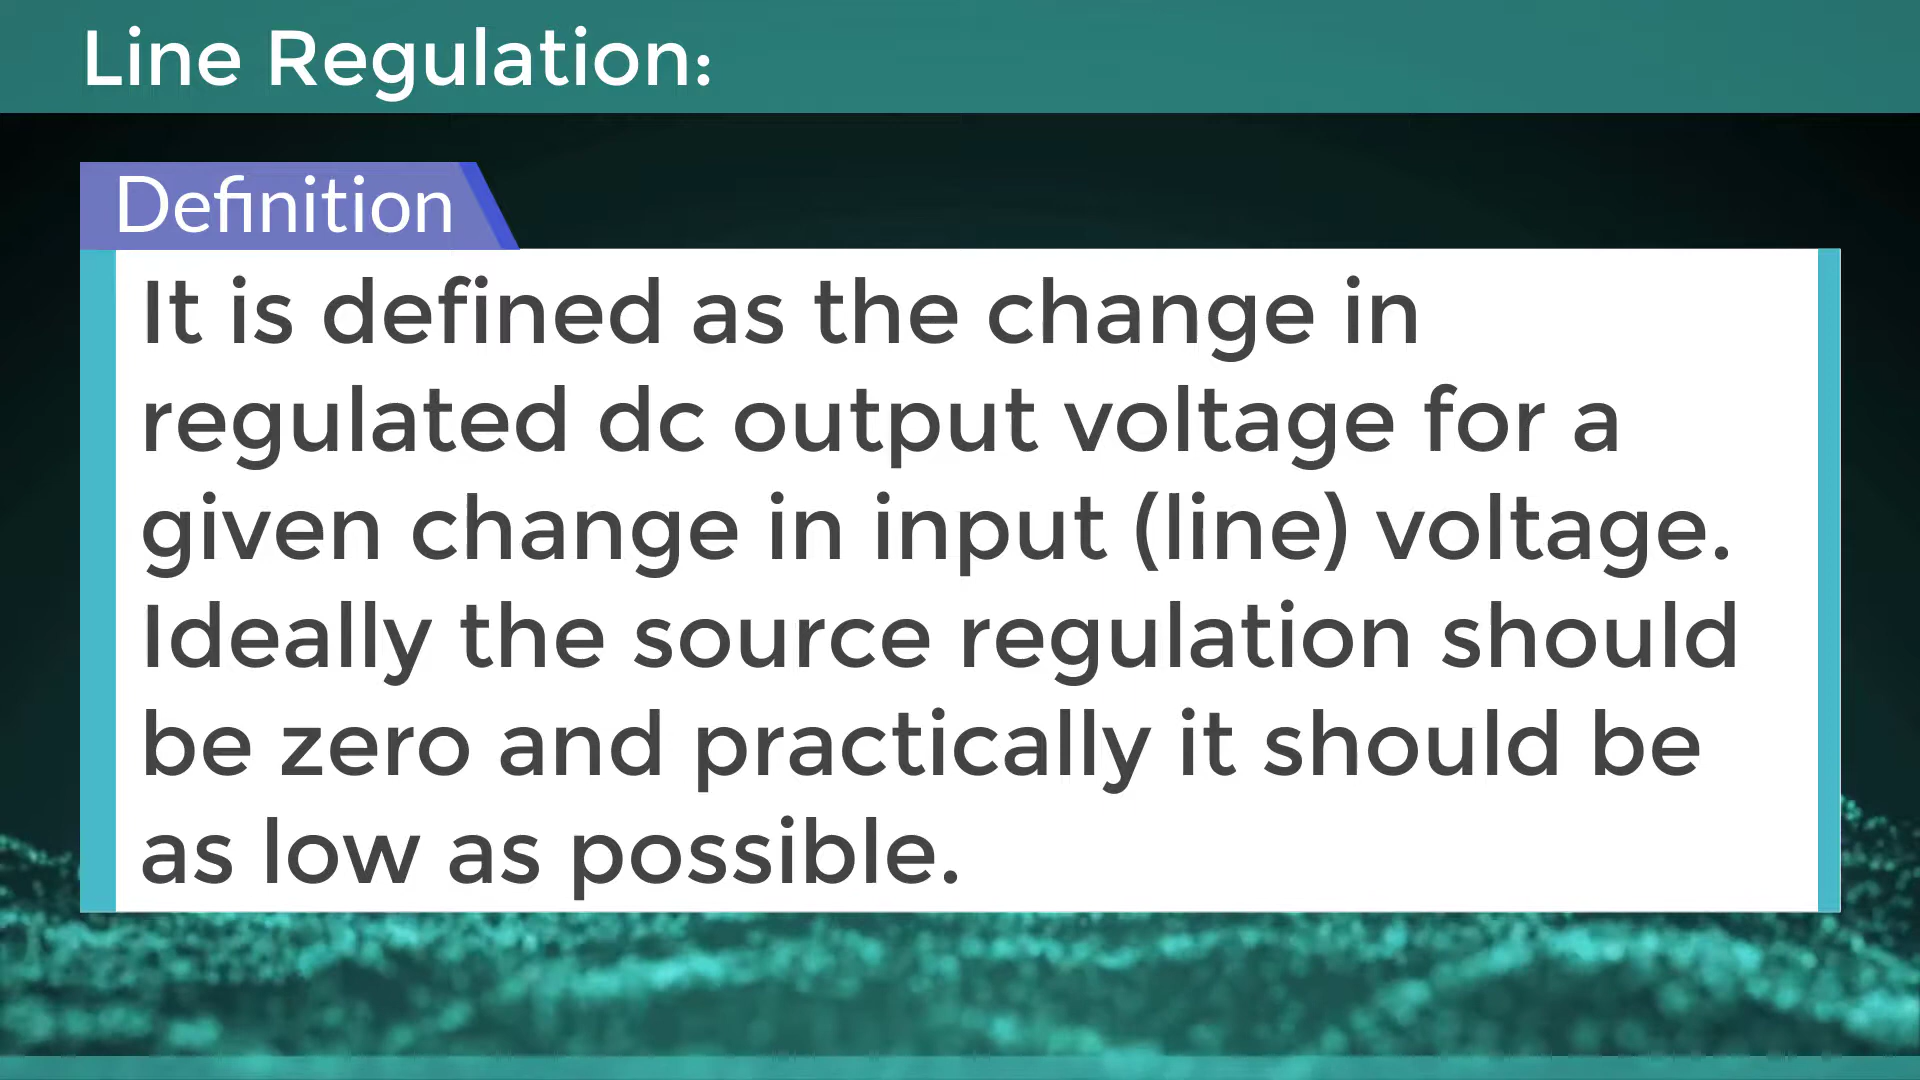 Line Regulation:
Definition
It is defined as the change in
regulated dc output voltage for a
given change in input (line) voltage.
Ideally the source regulation should
be zero and practically it should be
as low as possible.